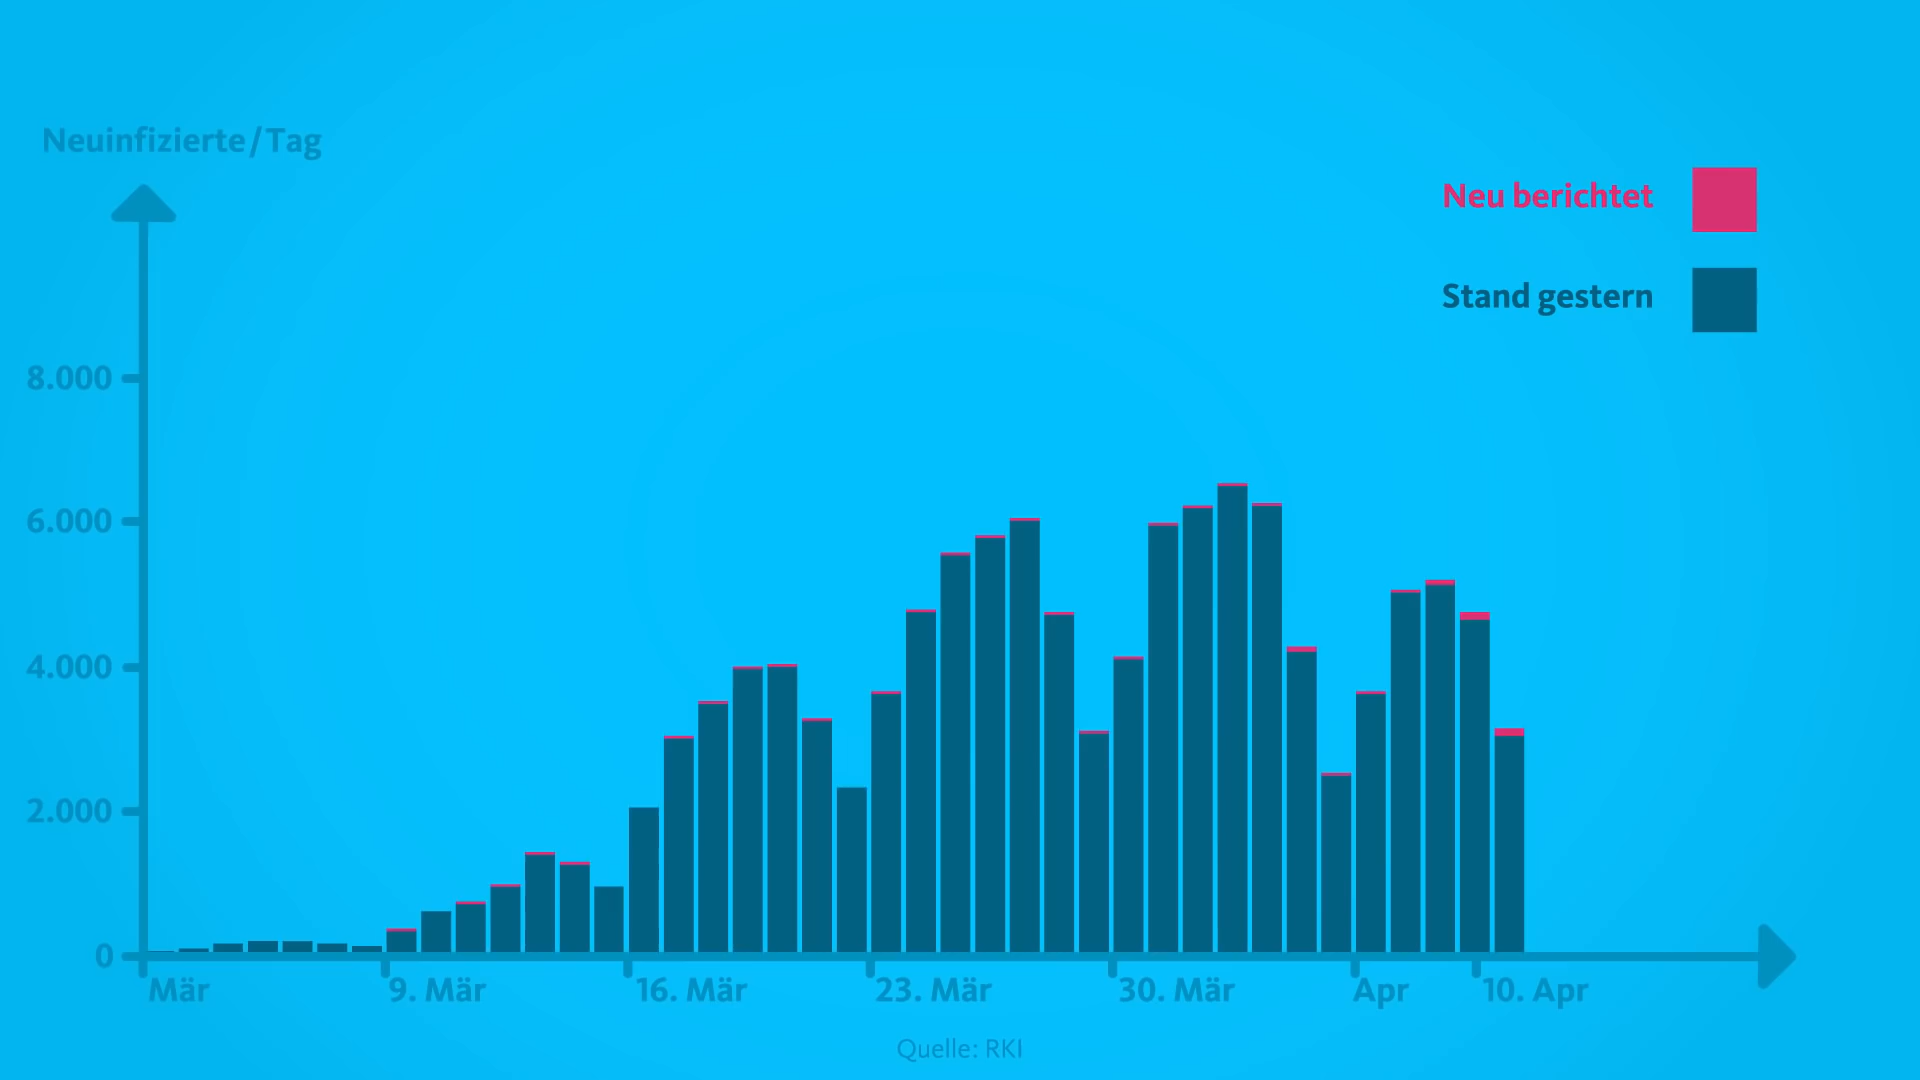 Neuinfizierte/Tag
Neu berichtet
Stand gestern
8.000
6.000
4.000
2.000
0
Mär
9. Mär
16. Mär
23. Mär
30. Mär
Apr
10. Apr
Quelle: RKI